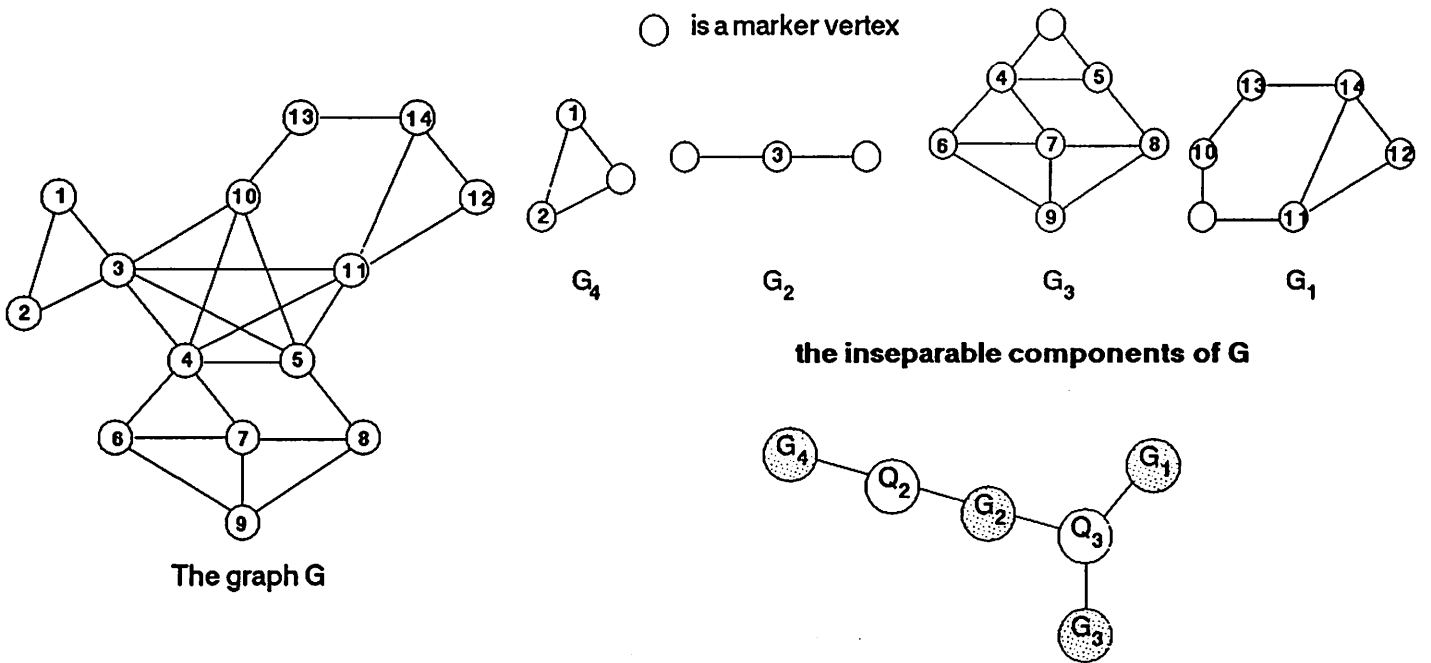 is a marker vertex
13 14
1 10 12
3 11
2
4 5
6 7 8
9
The graph G
1
2
G4
3
G2
4 5
6 7 8
9
G3
13 14
10 12
11
G1
the inseparable components of G
G4
Q2
G2
Q3
G1
G3